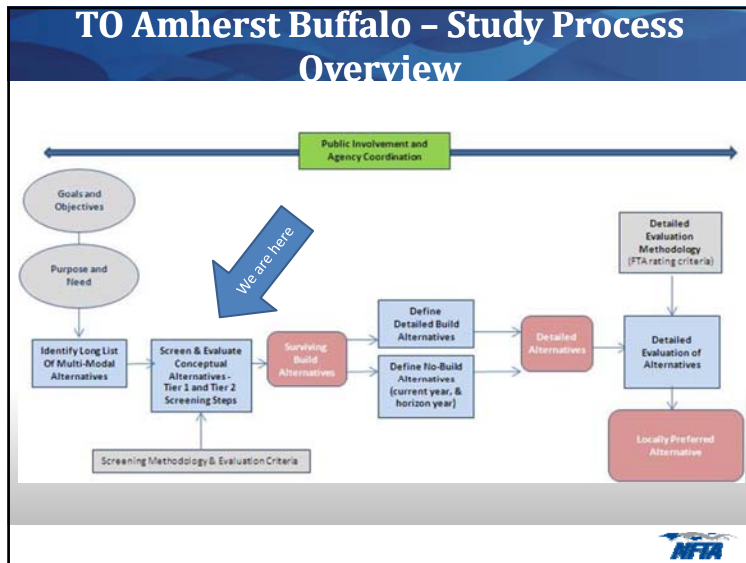 TO Amherst Buffalo – Study Process
Overview
Public Involvement and
Agency Coordination
Goals and
Objectives
Purpose and
Need
We are here
Detailed
Evaluation
Methodology
(FTA rating criteria)
Identify Long List
Of Multi-Modal
Alternatives
Screen & Evaluate
Conceptual
Alternatives -
Tier 1 and Tier 2
Screening Steps
Surviving
Build
Alternatives
Define
Detailed Build
Alternatives
Define No-Build
Alternatives
(current year, &
horizon year)
Detailed
Alternatives
Detailed
Evaluation of
Alternatives
Locally Preferred
Alternative
Screening Methodology & Evaluation Criteria
NFTA